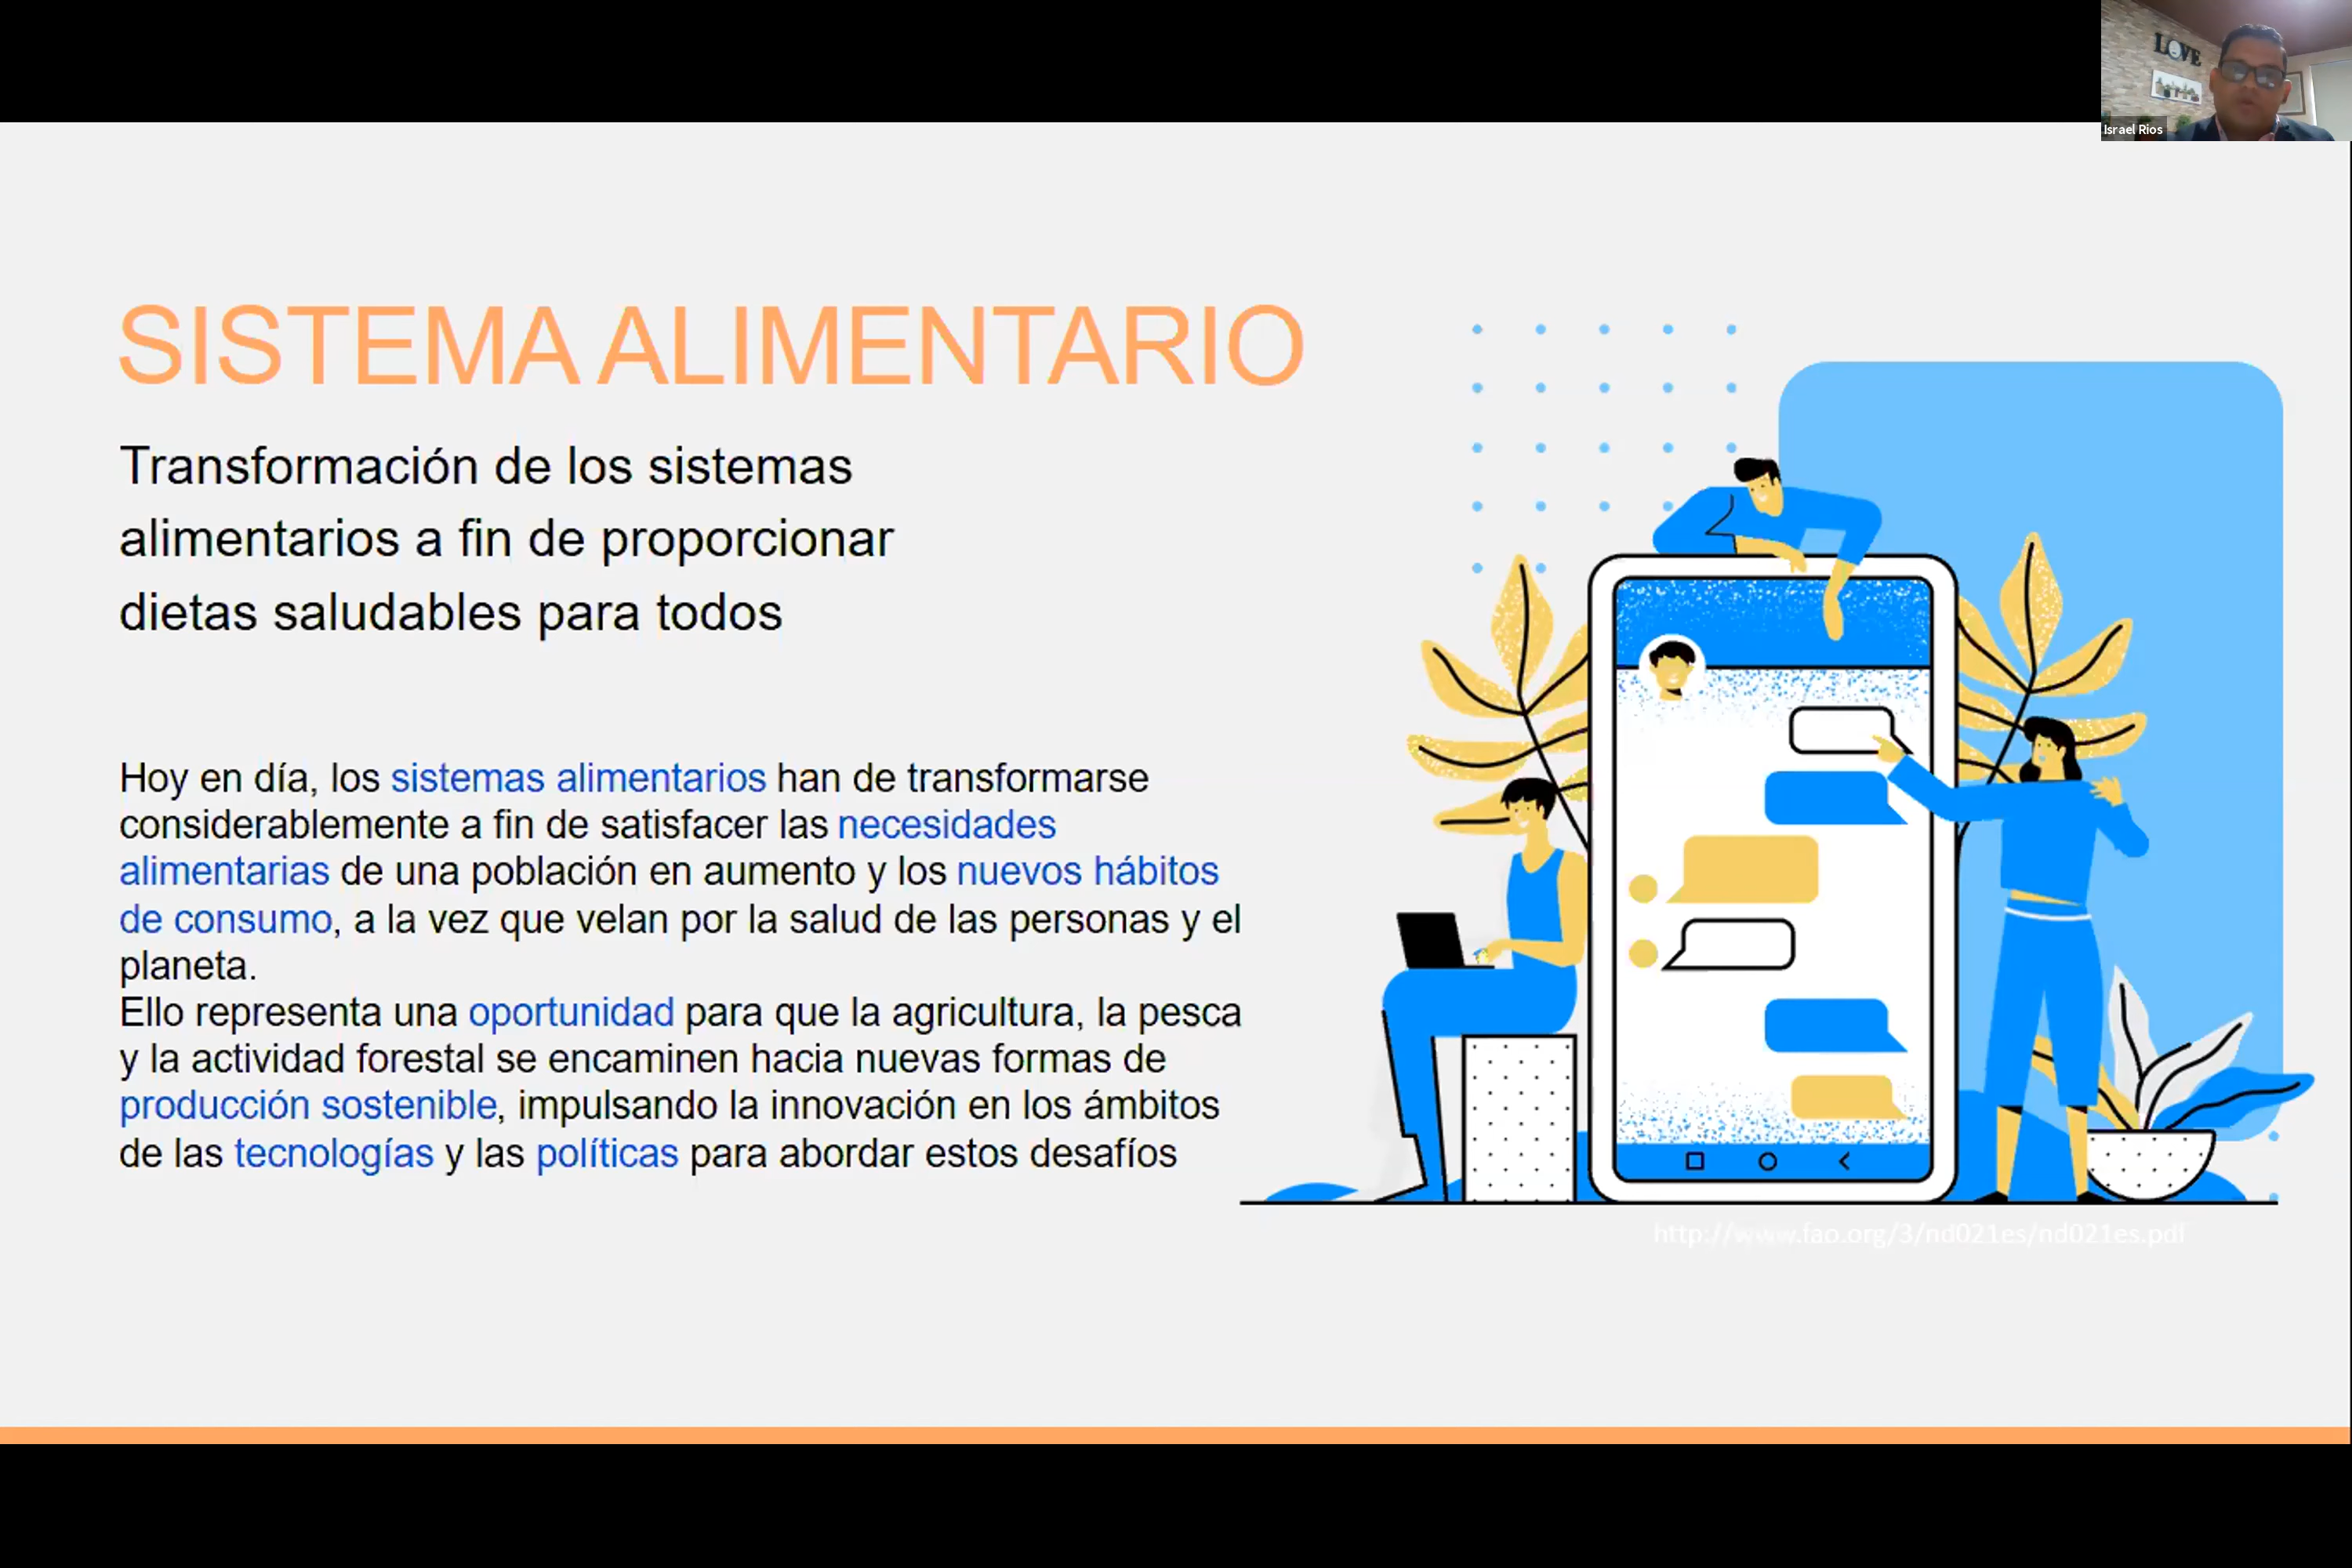 LOVE
Israel Rios
SISTEMA ALIMENTARIO
Transformación de los sistemas
alimentarios a fin de proporcionar
dietas saludables para todos
Hoy en día, los sistemas alimentarios han de transformarse
considerablemente a fin de satisfacer las necesidades
alimentarias de una población en aumento y los nuevos hábitos
de consumo, a la vez que velan por la salud de las personas y el
planeta.
Ello representa una oportunidad para que la agricultura, la pesca
y la actividad forestal se encaminen hacia nuevas formas de
producción sostenible, impulsando la innovación en los ámbitos
de las tecnologías y las políticas para abordar estos desafíos
http://www.fao.org/3/nd021es/nd021es.pdf